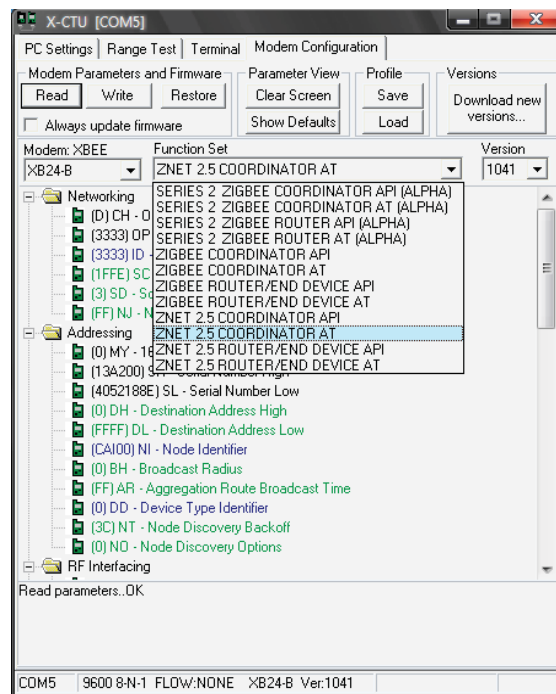 X-CTU [COM5]
PC Settings Range Test Terminal Modem Configuration
Modem Parameters and Firmware Parameter View Profile Versions
Read Write Restore Clear Screen Save Download new versions...
Always update firmware Show Defaults Load
Modem: XBEE Function Set Version
XB24-B ZNET 2.5 COORDINATOR AT 1041
SERIES 2 ZIGBEE COORDINATOR API (ALPHA)
SERIES 2 ZIGBEE COORDINATOR AT (ALPHA)
SERIES 2 ZIGBEE ROUTER API (ALPHA)
SERIES 2 ZIGBEE ROUTER AT (ALPHA)
ZIGBEE COORDINATOR API
ZIGBEE COORDINATOR AT
ZIGBEE ROUTER/END DEVICE API
ZIGBEE ROUTER/END DEVICE AT
ZNET 2.5 COORDINATOR API
ZNET 2.5 COORDINATOR AT
ZNET 2.5 ROUTER/END DEVICE API
ZNET 2.5 ROUTER/END DEVICE AT
Networking
(D) CH - O
(3333) OP
(3333) ID -
(1FFE) SC
(3) SD - Sc
(FF) NJ - N
Addressing
(0) MY - 16
(13A200) SH - Serial Number High
(4052188E) SL - Serial Number Low
(0) DH - Destination Address High
(FFFF) DL - Destination Address Low
(CAI00) NI - Node Identifier
(0) BH - Broadcast Radius
(FF) AR - Aggregation Route Broadcast Time
(0) DD - Device Type Identifier
(3C) NT - Node Discovery Backoff
(0) NO - Node Discovery Options
RF Interfacing
Read parameters..OK
COM5 9600 8-N-1 FLOW:NONE XB24-B Ver:1041